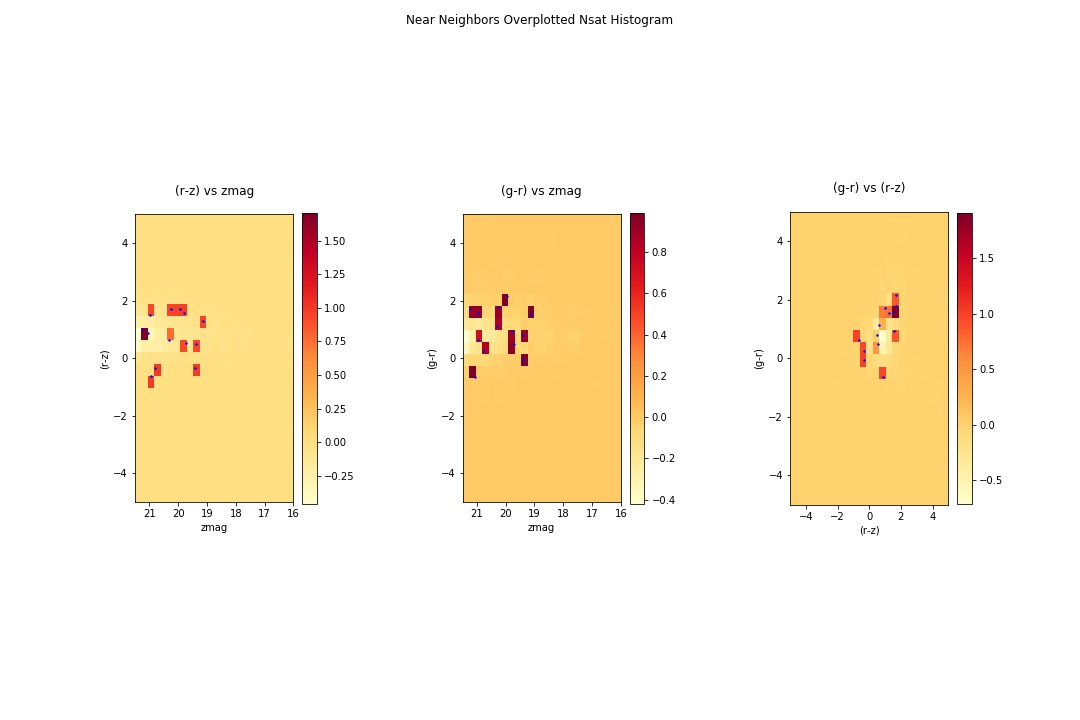 Near Neighbors Overplotted Nsat Histogram
(r-z) vs zmag
(r-z)
4
2
0
−2
−4
21 20 19 18 17 16
zmag
1.50
1.25
1.00
0.75
0.50
0.25
0.00
−0.25
(g-r) vs zmag
(g-r)
4
2
0
−2
−4
21 20 19 18 17 16
zmag
0.8
0.6
0.4
0.2
0.0
−0.2
−0.4
(g-r) vs (r-z)
(g-r)
4
2
0
−2
−4
−4 −2 0 2 4
(r-z)
1.5
1.0
0.5
0.0
−0.5